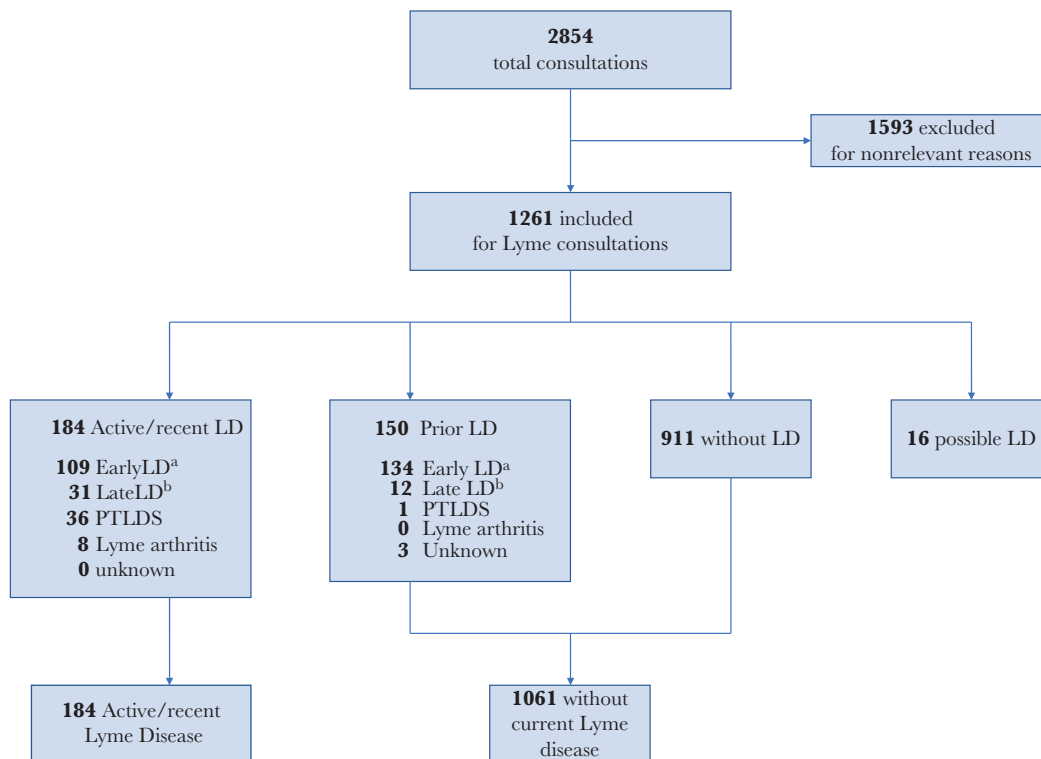 2854
total consultations
1593 excluded
for nonrelevant reasons
1261 included
for Lyme consultations
184 Active/recent LD
109 EarlyLDᵃ
31 LateLDᵇ
36 PTLDS
8 Lyme arthritis
0 unknown
150 Prior LD
134 Early LDᵃ
12 Late LDᵇ
1 PTLDS
0 Lyme arthritis
3 Unknown
911 without LD
16 possible LD
184 Active/recent
Lyme Disease
1061 without
current Lyme
disease